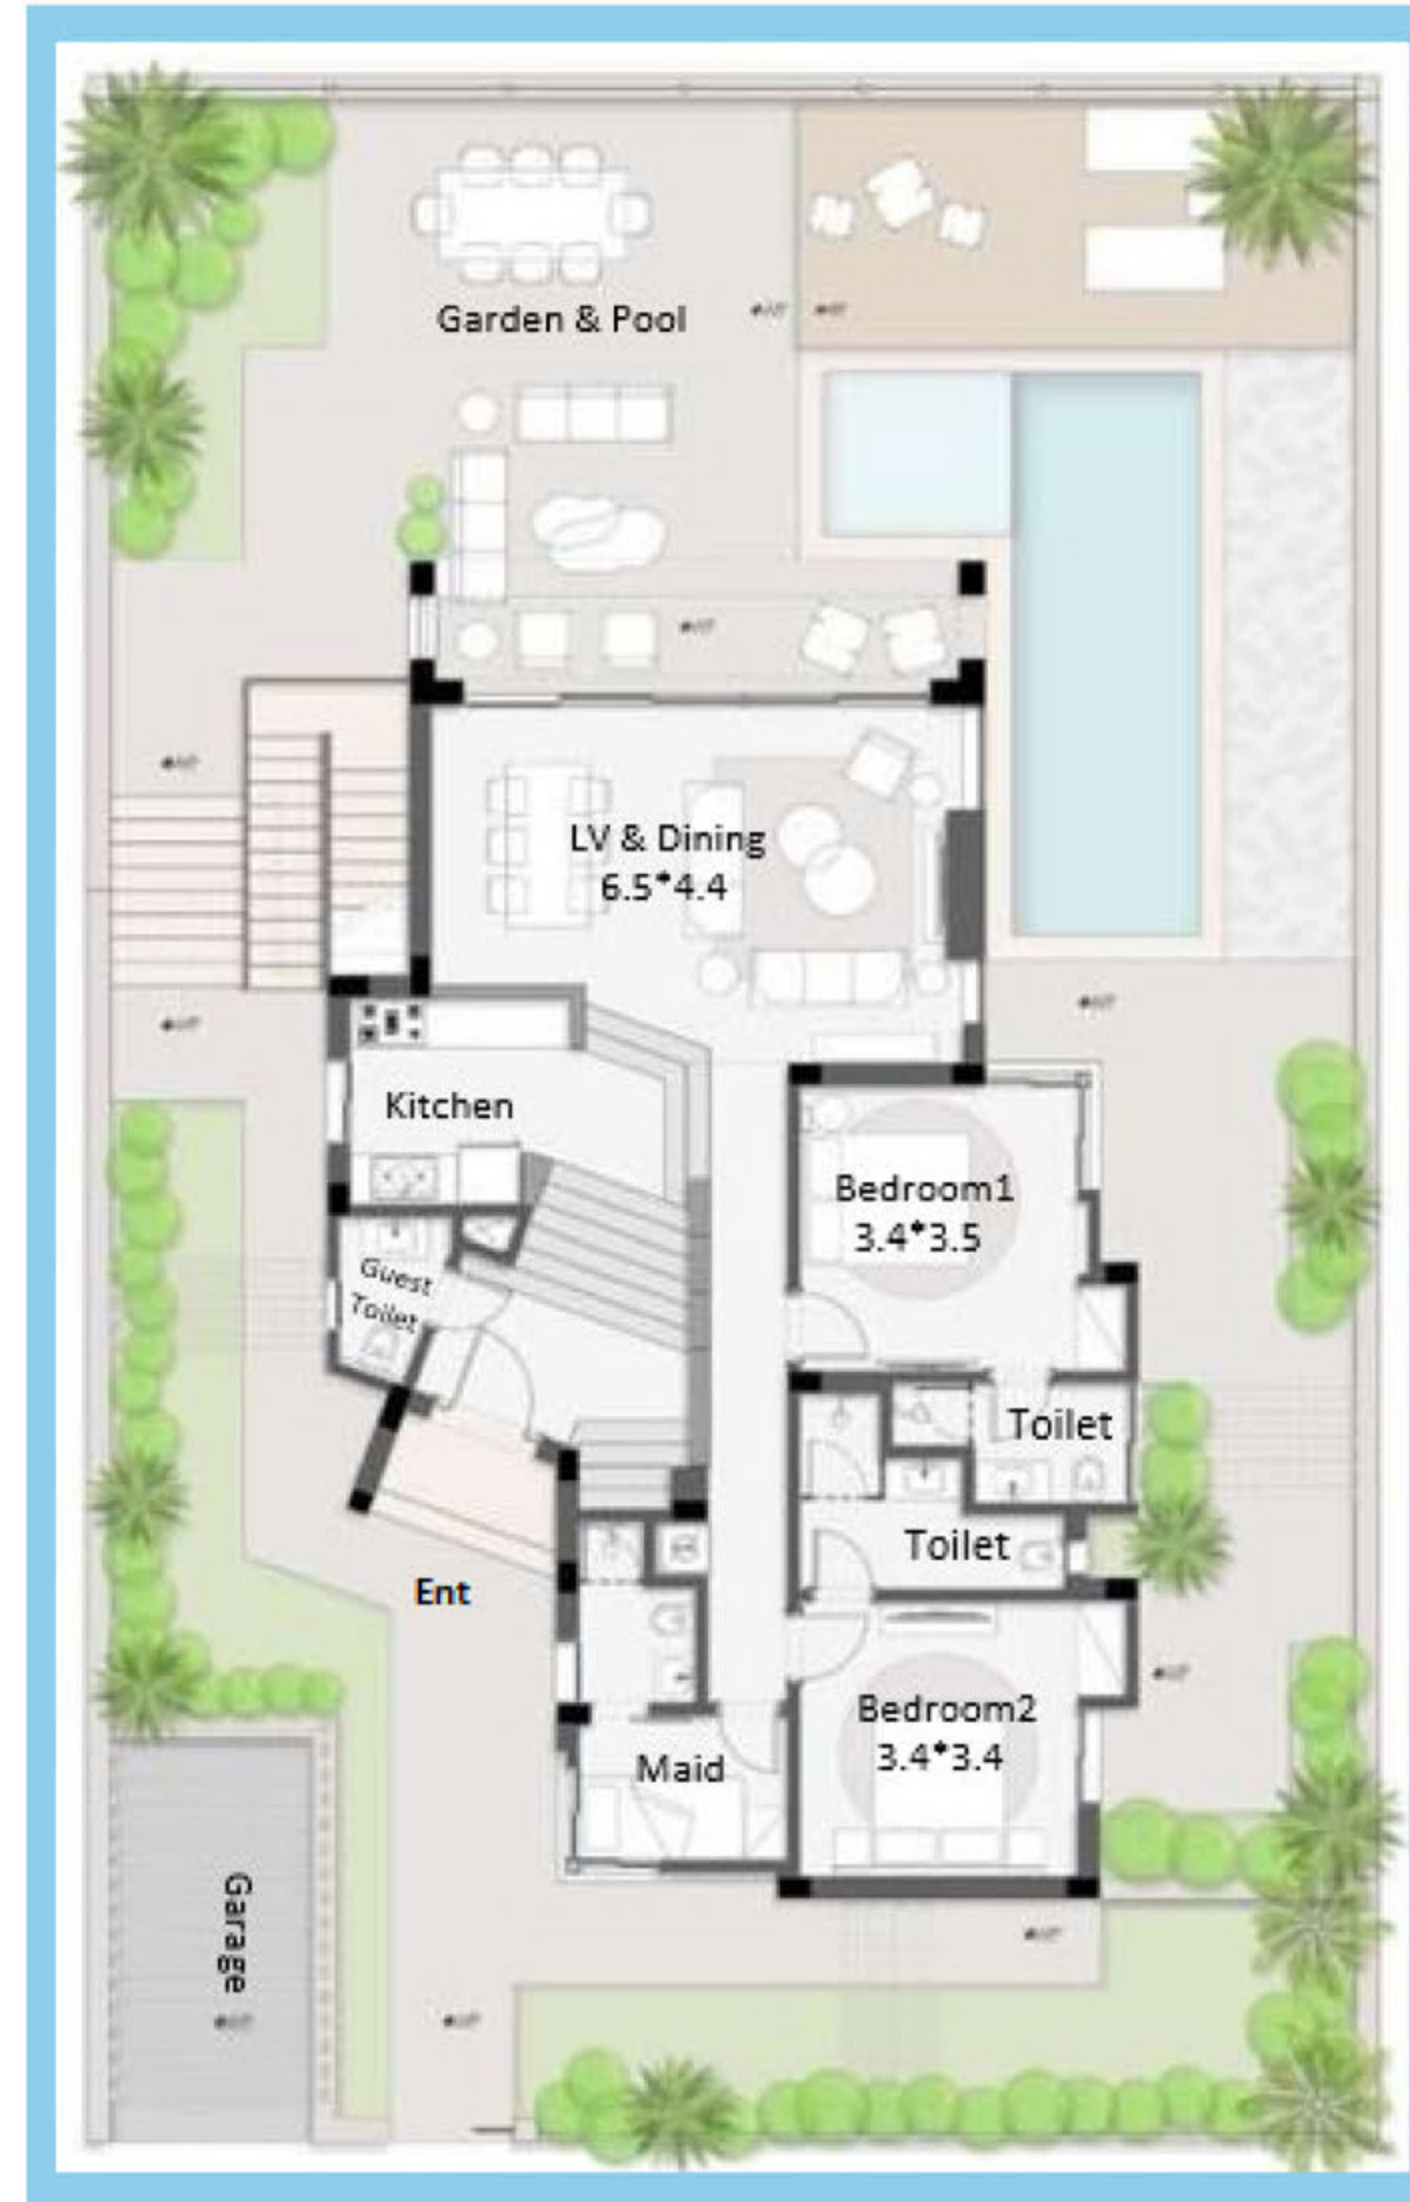 Garden & Pool
LV & Dining
6.5*4.4
Kitchen
Bedroom1
3.4*3.5
Guest
Toilet
Toilet
Toilet
Ent
Bedroom2
3.4*3.4
Maid
Garage